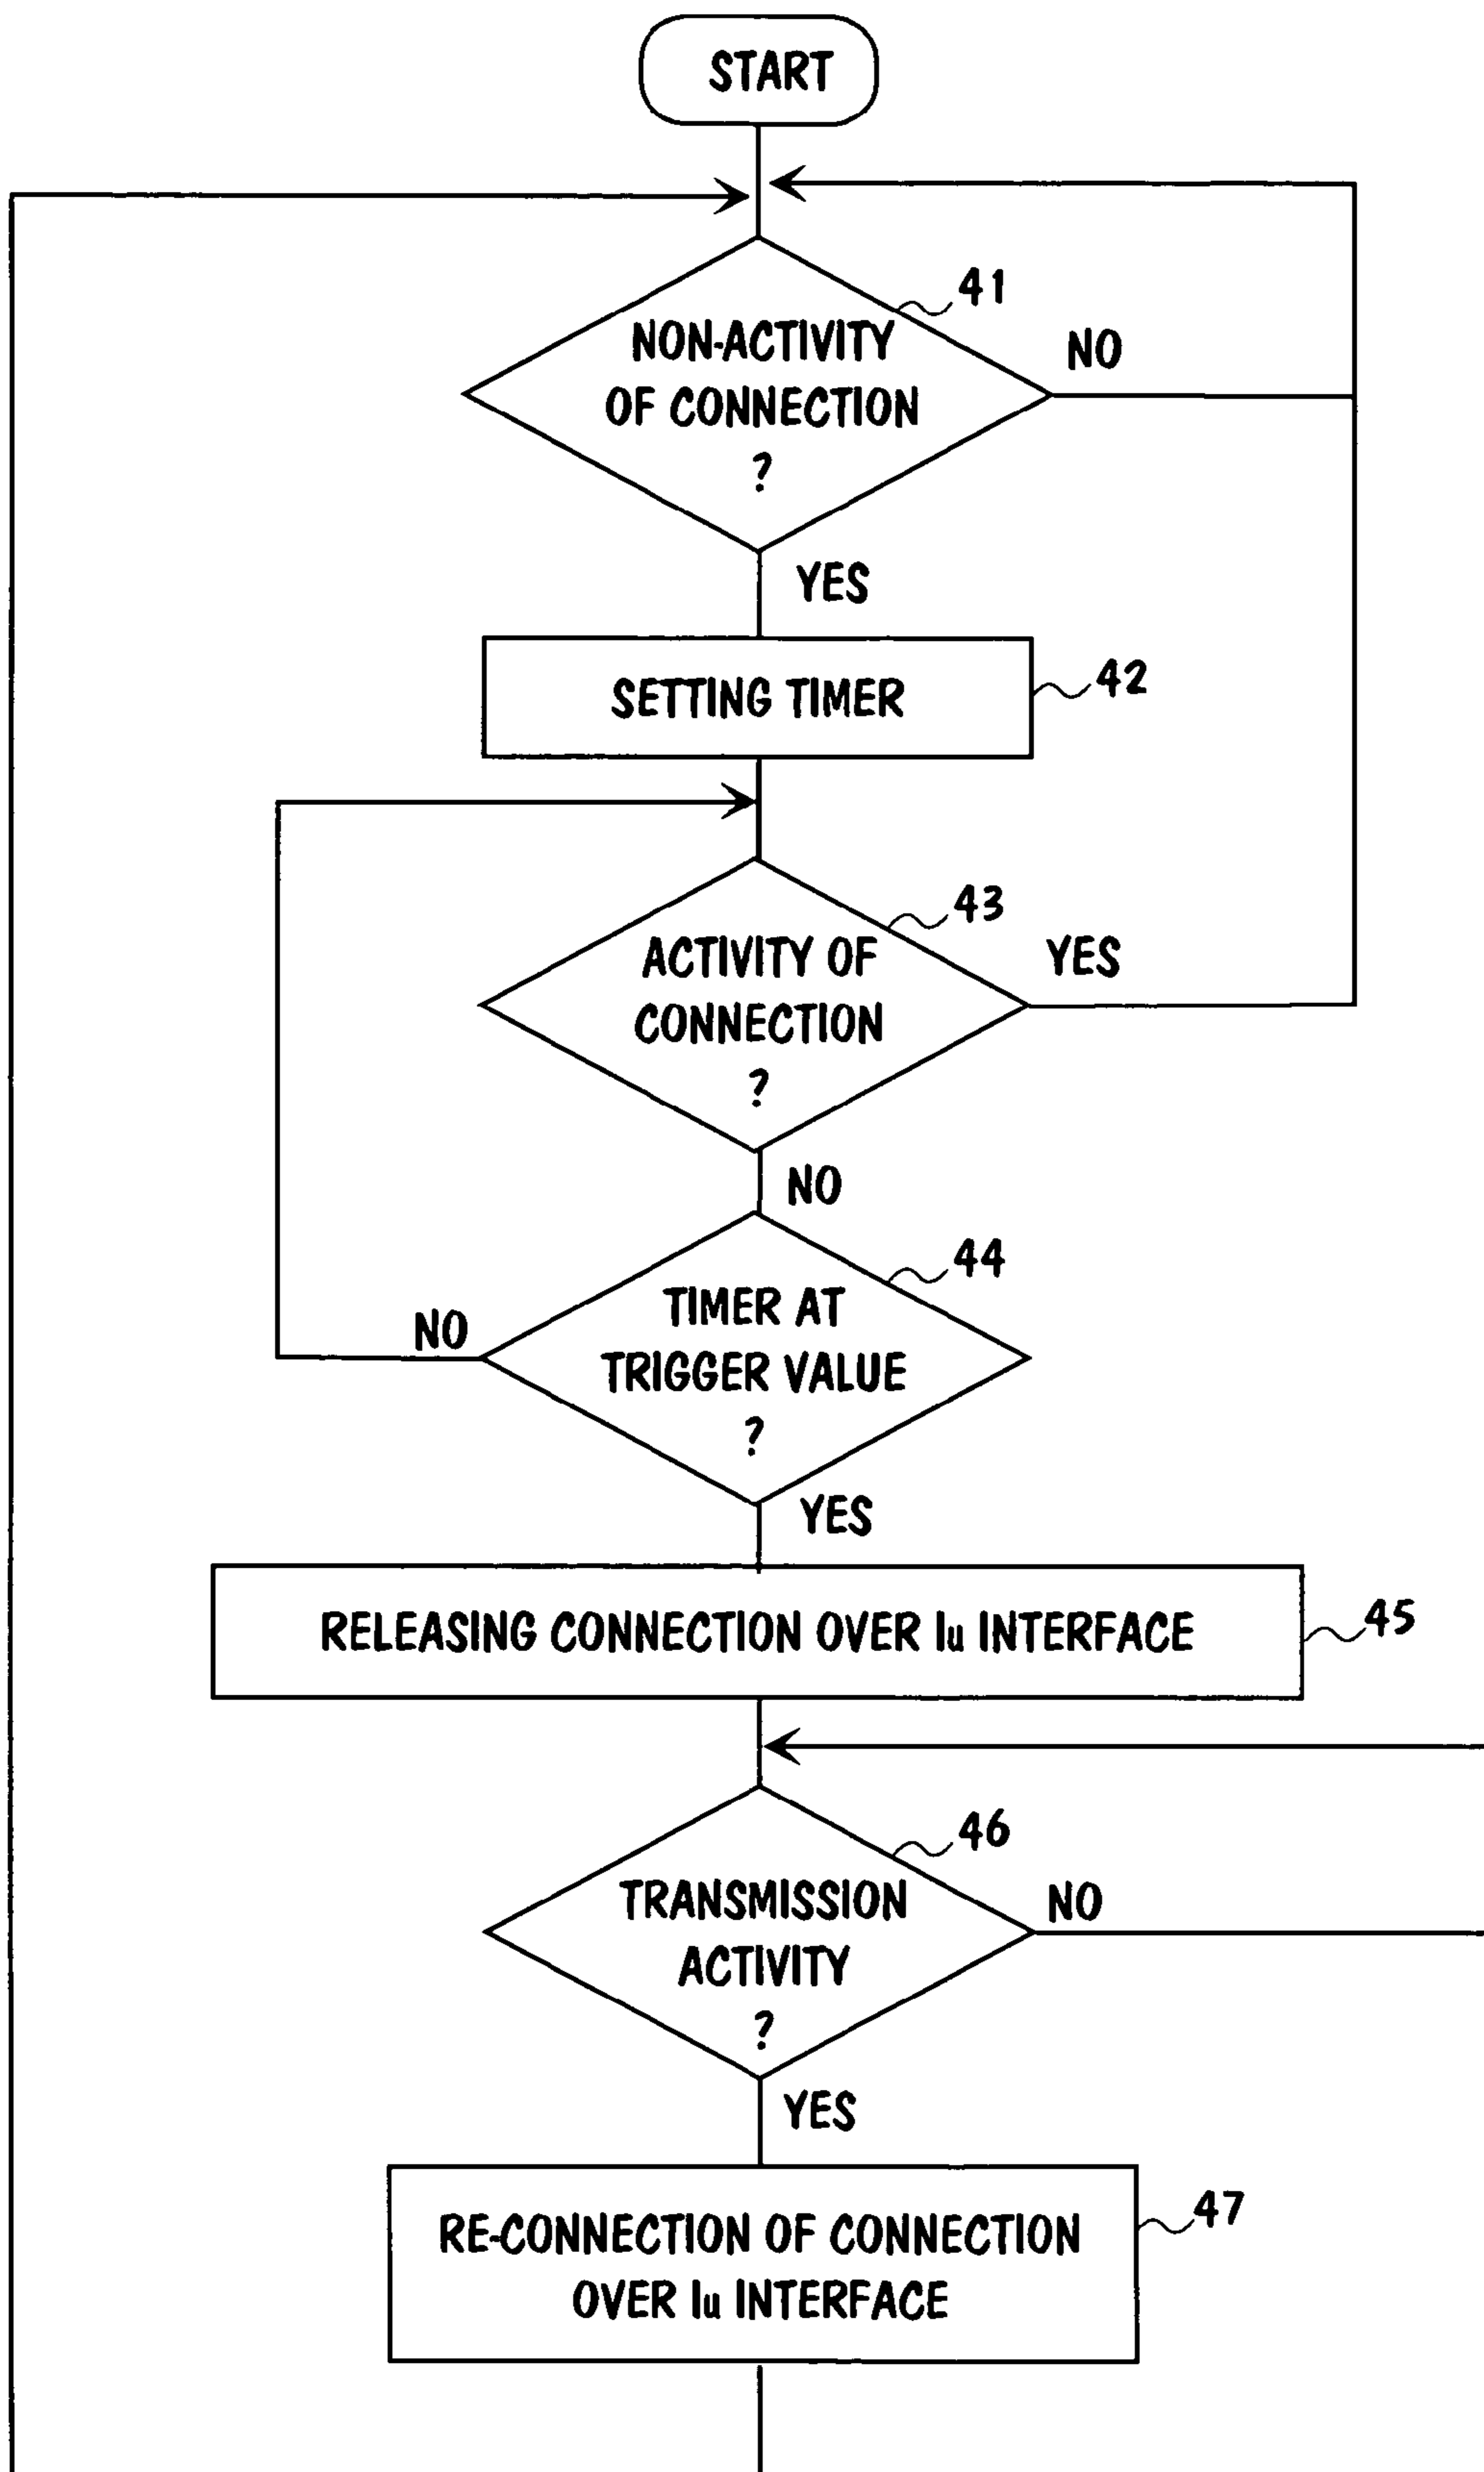 START
41
NON-ACTIVITY
OF CONNECTION
?
NO
YES
SETTING TIMER
42
43
ACTIVITY OF
CONNECTION
?
YES
NO
44
TIMER AT
TRIGGER VALUE
?
NO
YES
RELEASING CONNECTION OVER Iu INTERFACE
45
46
TRANSMISSION
ACTIVITY
?
NO
YES
RE-CONNECTION OF CONNECTION
OVER Iu INTERFACE
47